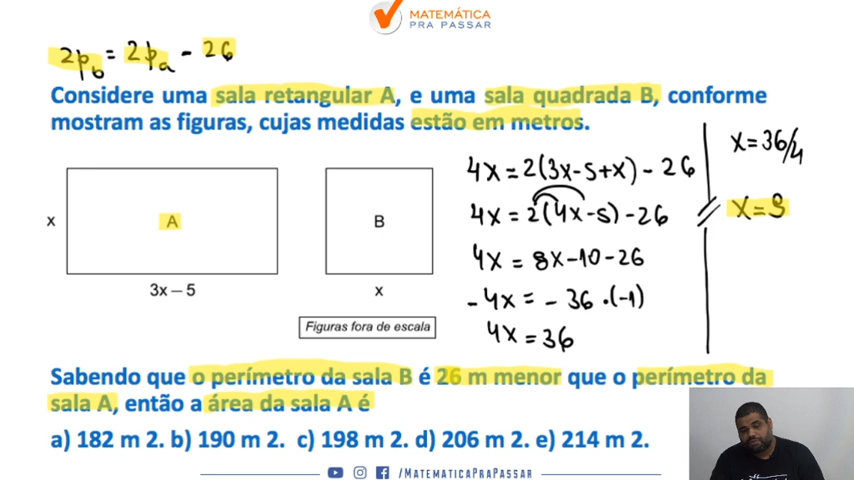 MATEMÁTICA
PRA PASSAR
2pb = 2pa - 26
Considere uma sala retangular A, e uma sala quadrada B, conforme
mostram as figuras, cujas medidas estão em metros.
x
A
3x – 5
B
x
Figuras fora de escala
4x = 2(3x-5+x) - 26
4x = 2(4x-5) - 26
4x = 8x-10-26
-4x = -36 .(-1)
4x = 36
x = 36/4
x = 9
Sabendo que o perímetro da sala B é 26 m menor que o perímetro da
sala A, então a área da sala A é
a) 182 m 2. b) 190 m 2. c) 198 m 2. d) 206 m 2. e) 214 m 2.
/MATEMATICAPRAPASSAR